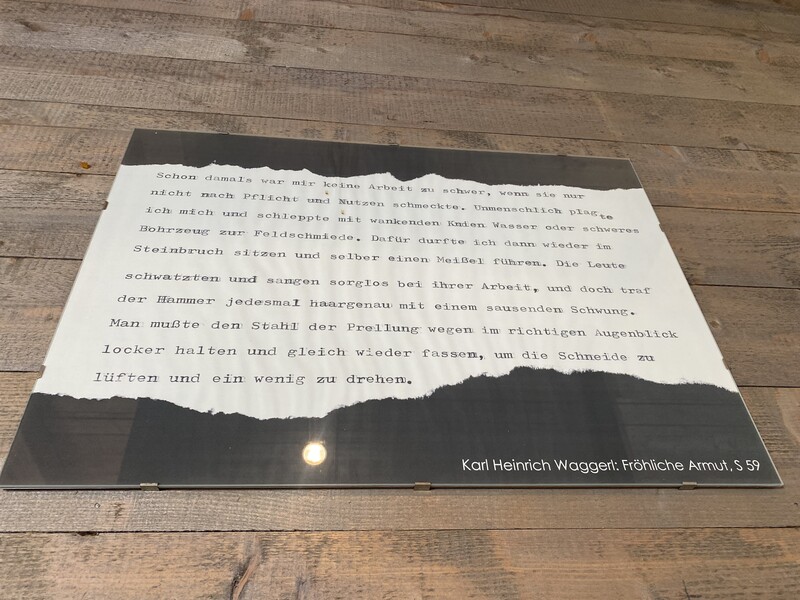 Schon damals war mir keine Arbeit zu schwer, wenn sie nur
nicht nach Pflicht und Nutzen schmeckte. Unmenschlich plagte
ich mich und schleppte mit wankenden Knien Wasser oder schweres
Bohrzeug zur Feldschmiede. Dafür durfte ich dann wieder im
Steinbruch sitzen und selber einen Meißel führen. Die Leute
schwatzten und sangen sorglos bei ihrer Arbeit, und doch traf
der Hammer jedesmal haargenau mit einem sausenden Schwung.
Man mußte den Stahl der Prellung wegen im richtigen Augenblick
locker halten und gleich wieder fassen, um die Schneide zu
lüften und ein wenig zu drehen.
Karl Heinrich Waggerl: Fröhliche Armut, S 59